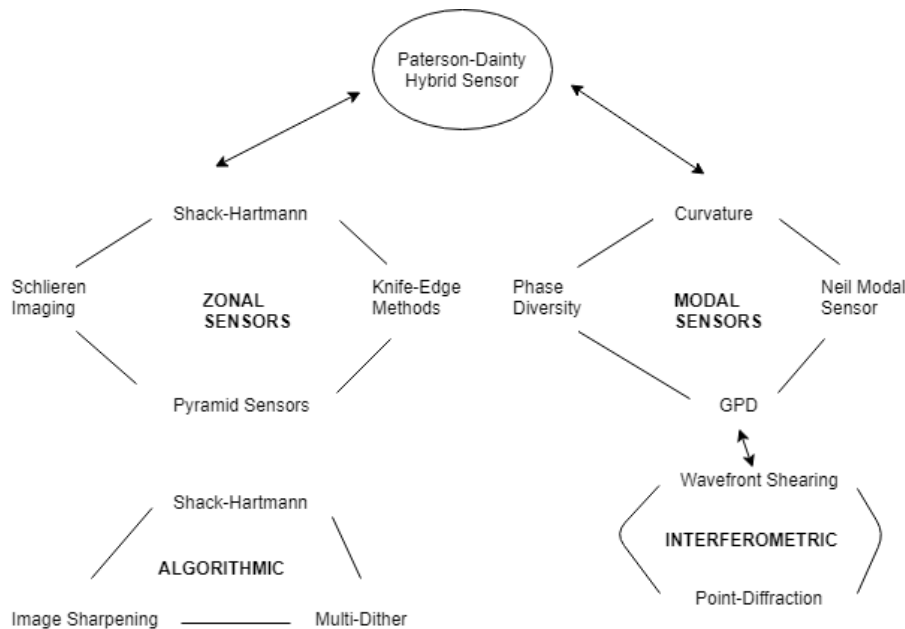 Paterson-Dainty
Hybrid Sensor
Shack-Hartmann
Curvature
Schlieren
Imaging
ZONAL
SENSORS
Knife-Edge
Methods
Phase
Diversity
MODAL
SENSORS
Neil Modal
Sensor
Pyramid Sensors
GPD
Wavefront Shearing
Shack-Hartmann
INTERFEROMETRIC
ALGORITHMIC
Point-Diffraction
Image Sharpening
Multi-Dither